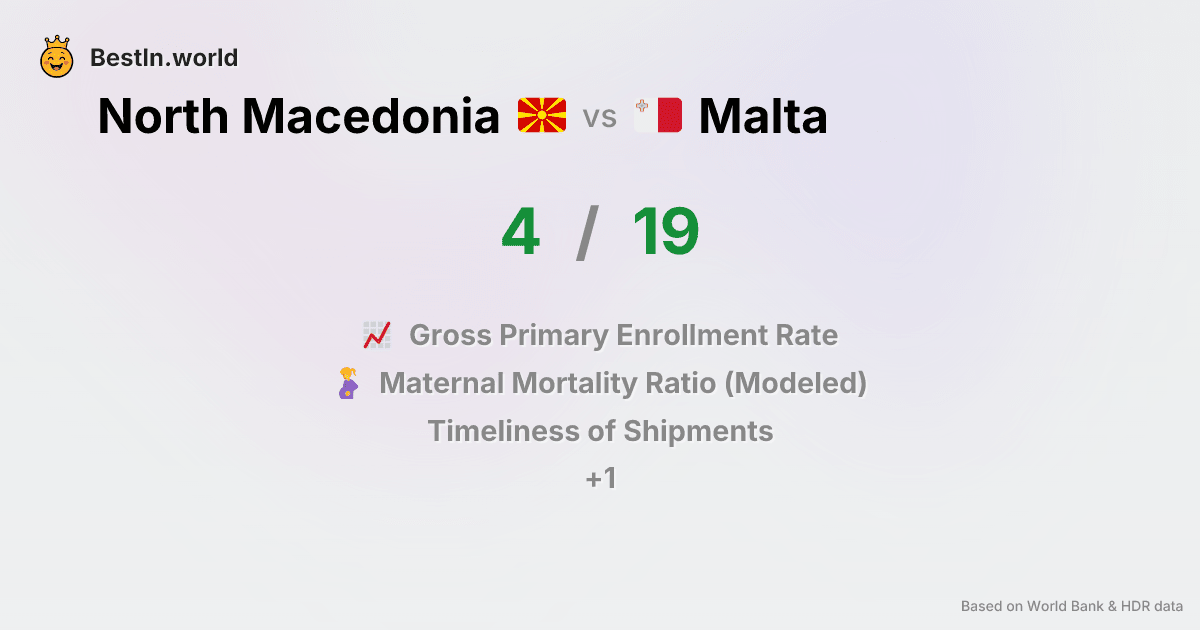 BestIn.world
North Macedonia vs Malta
4 / 19
Gross Primary Enrollment Rate
Maternal Mortality Ratio (Modeled)
Timeliness of Shipments
+1
Based on World Bank & HDR data